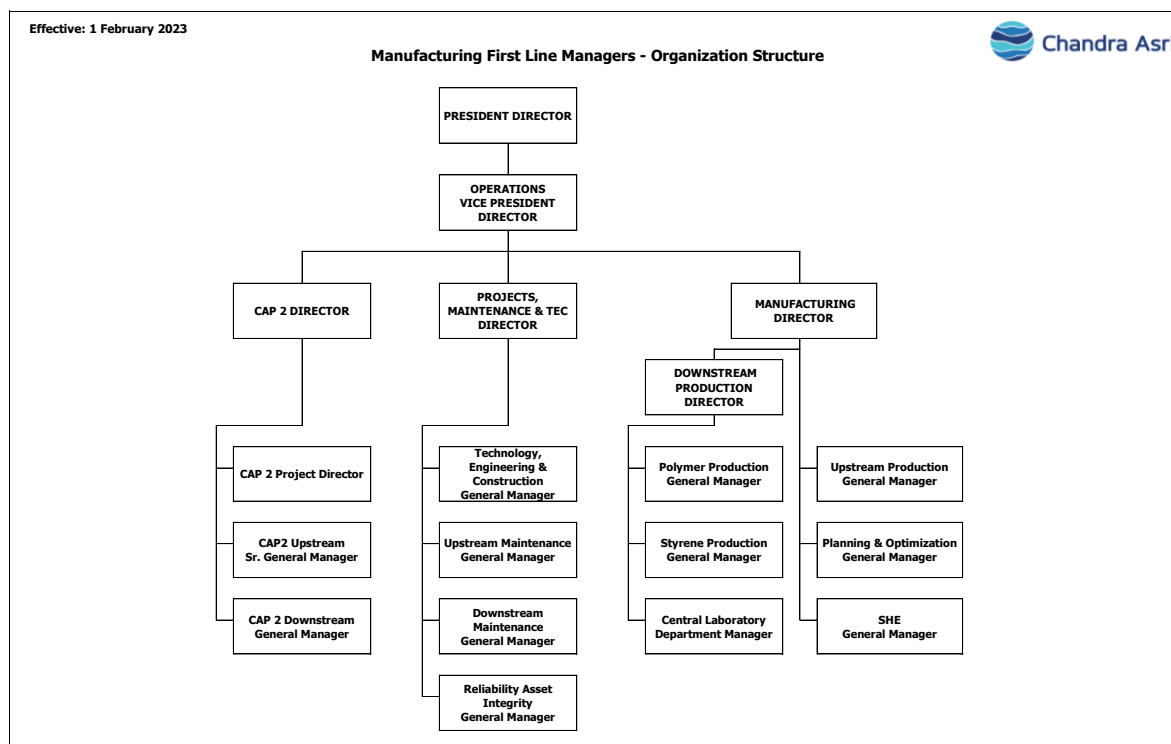 Effective: 1 February 2023
Chandra Asri
Manufacturing First Line Managers - Organization Structure
PRESIDENT DIRECTOR
OPERATIONS
VICE PRESIDENT
DIRECTOR
CAP 2 DIRECTOR
PROJECTS,
MAINTENANCE & TEC
DIRECTOR
MANUFACTURING
DIRECTOR
DOWNSTREAM
PRODUCTION
DIRECTOR
CAP 2 Project Director
Technology,
Engineering &
Construction
General Manager
Polymer Production
General Manager
Upstream Production
General Manager
CAP2 Upstream
Sr. General Manager
Upstream Maintenance
General Manager
Styrene Production
General Manager
Planning & Optimization
General Manager
CAP 2 Downstream
General Manager
Downstream
Maintenance
General Manager
Central Laboratory
Department Manager
SHE
General Manager
Reliability Asset
Integrity
General Manager